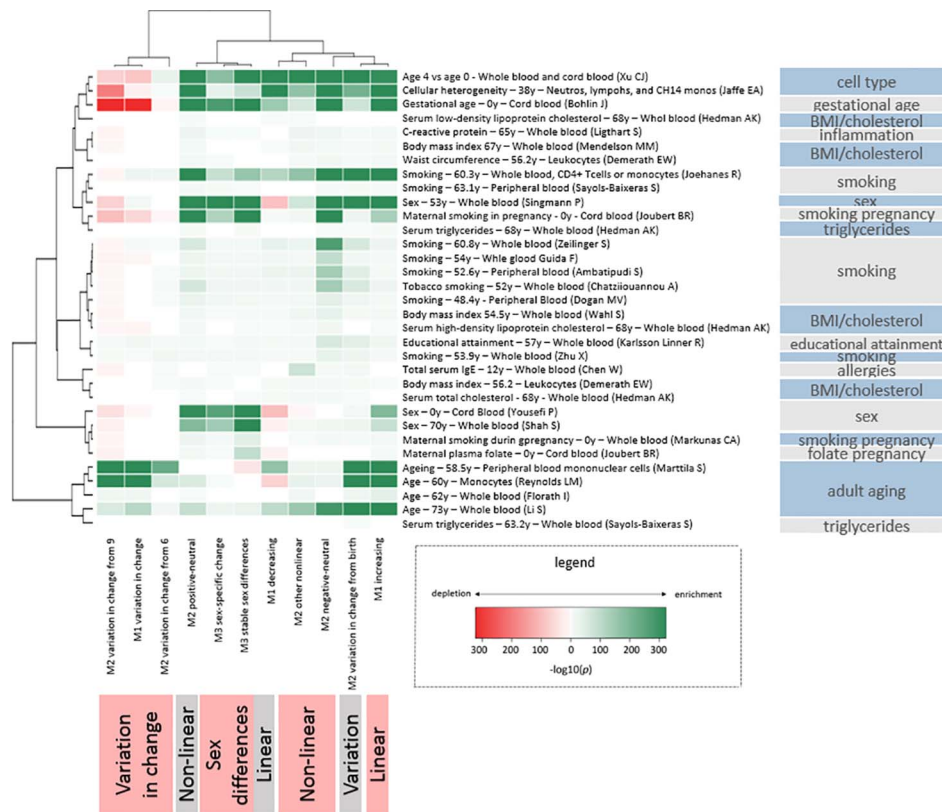 Age 4 vs age 0 - Whole blood and cord blood (Xu CJ)
Cellular heterogeneity - 38y – Neutros, lympohs, and CH14 monos (Jaffe EA)
Gestational age – 0y – Cord blood (Bohlin J)
Serum low-density lipoprotein cholesterol – 68y – Whol blood (Hedman AK)
C-reactive protein – 65y – Whole blood (Ligthart S)
Body mass index 67y – Whole blood (Mendelson MM)
Waist circumference – 56.2y – Leukocytes (Demerath EW)
Smoking – 60.3y – Whole blood, CD4+ Tcells or monocytes (Joehanes R)
Smoking – 63.1y – Peripheral blood (Sayols-Baixeras S)
Sex – 53y – Whole blood (Singmann P)
Maternal smoking in pregnancy - 0y – Cord blood (Joubert BR)
Serum triglycerides – 68y – Whole blood (Hedman AK)
Smoking – 60.8y – Whole blood (Zeilinger S)
Smoking – 54y – Whle glood Guida F)
Smoking – 52.6y – Peripheral blood (Ambatipudi S)
Tobacco smoking – 52y – Whole blood (Chatziiouannou A)
Smoking – 48.4y - Peripheral Blood (Dogan MV)
Body mass index 54.5y – Whole blood (Wahl S)
Serum high-density lipoprotein cholesterol – 68y – Whole blood (Hedman AK)
Educational attainment – 57y – Whole blood (Karlsson Linner R)
Smoking – 53.9y – Whole blood (Zhu X)
Total serum IgE – 12y – Whole blood (Chen W)
Body mass index – 56.2 – Leukocytes (Demerath EW)
Serum total cholesterol - 68y - Whole blood (Hedman AK)
Sex – 0y – Cord Blood (Yousefi P)
Sex – 70y – Whole blood (Shah S)
Maternal smoking durin gpregnancy – 0y – Whole blood (Markunas CA)
Maternal plasma folate – 0y – Cord blood (Joubert BR)
Ageing – 58.5y – Peripheral blood mononuclear cells (Marttila S)
Age – 60y – Monocytes (Reynolds LM)
Age – 62y – Whole blood (Florath I)
Age – 73y – Whole blood (Li S)
Serum triglycerides – 63.2y – Whole blood (Sayols-Baixeras S)
cell type
gestational age
BMI/cholesterol
inflammation
BMI/cholesterol
smoking
sex
smoking pregnancy
triglycerides
smoking
BMI/cholesterol
educational attainment
smoking
allergies
BMI/cholesterol
sex
smoking pregnancy
folate pregnancy
adult aging
triglycerides
M2 variation in change from 9
M1 variation in change
M2 variation in change from 6
M2 positive-neutral
M3 sex-specific change
M3 stable sex differences
M1 decreasing
M2 other nonlinear
M2 negative-neutral
M2 variation in change from birth
M1 increasing
legend
depletion
enrichment
300 200 100 0 100 200 300
-log10(p)
Variation
in change
Non-linear
Sex
differences
Linear
Non-linear
Variation
Linear